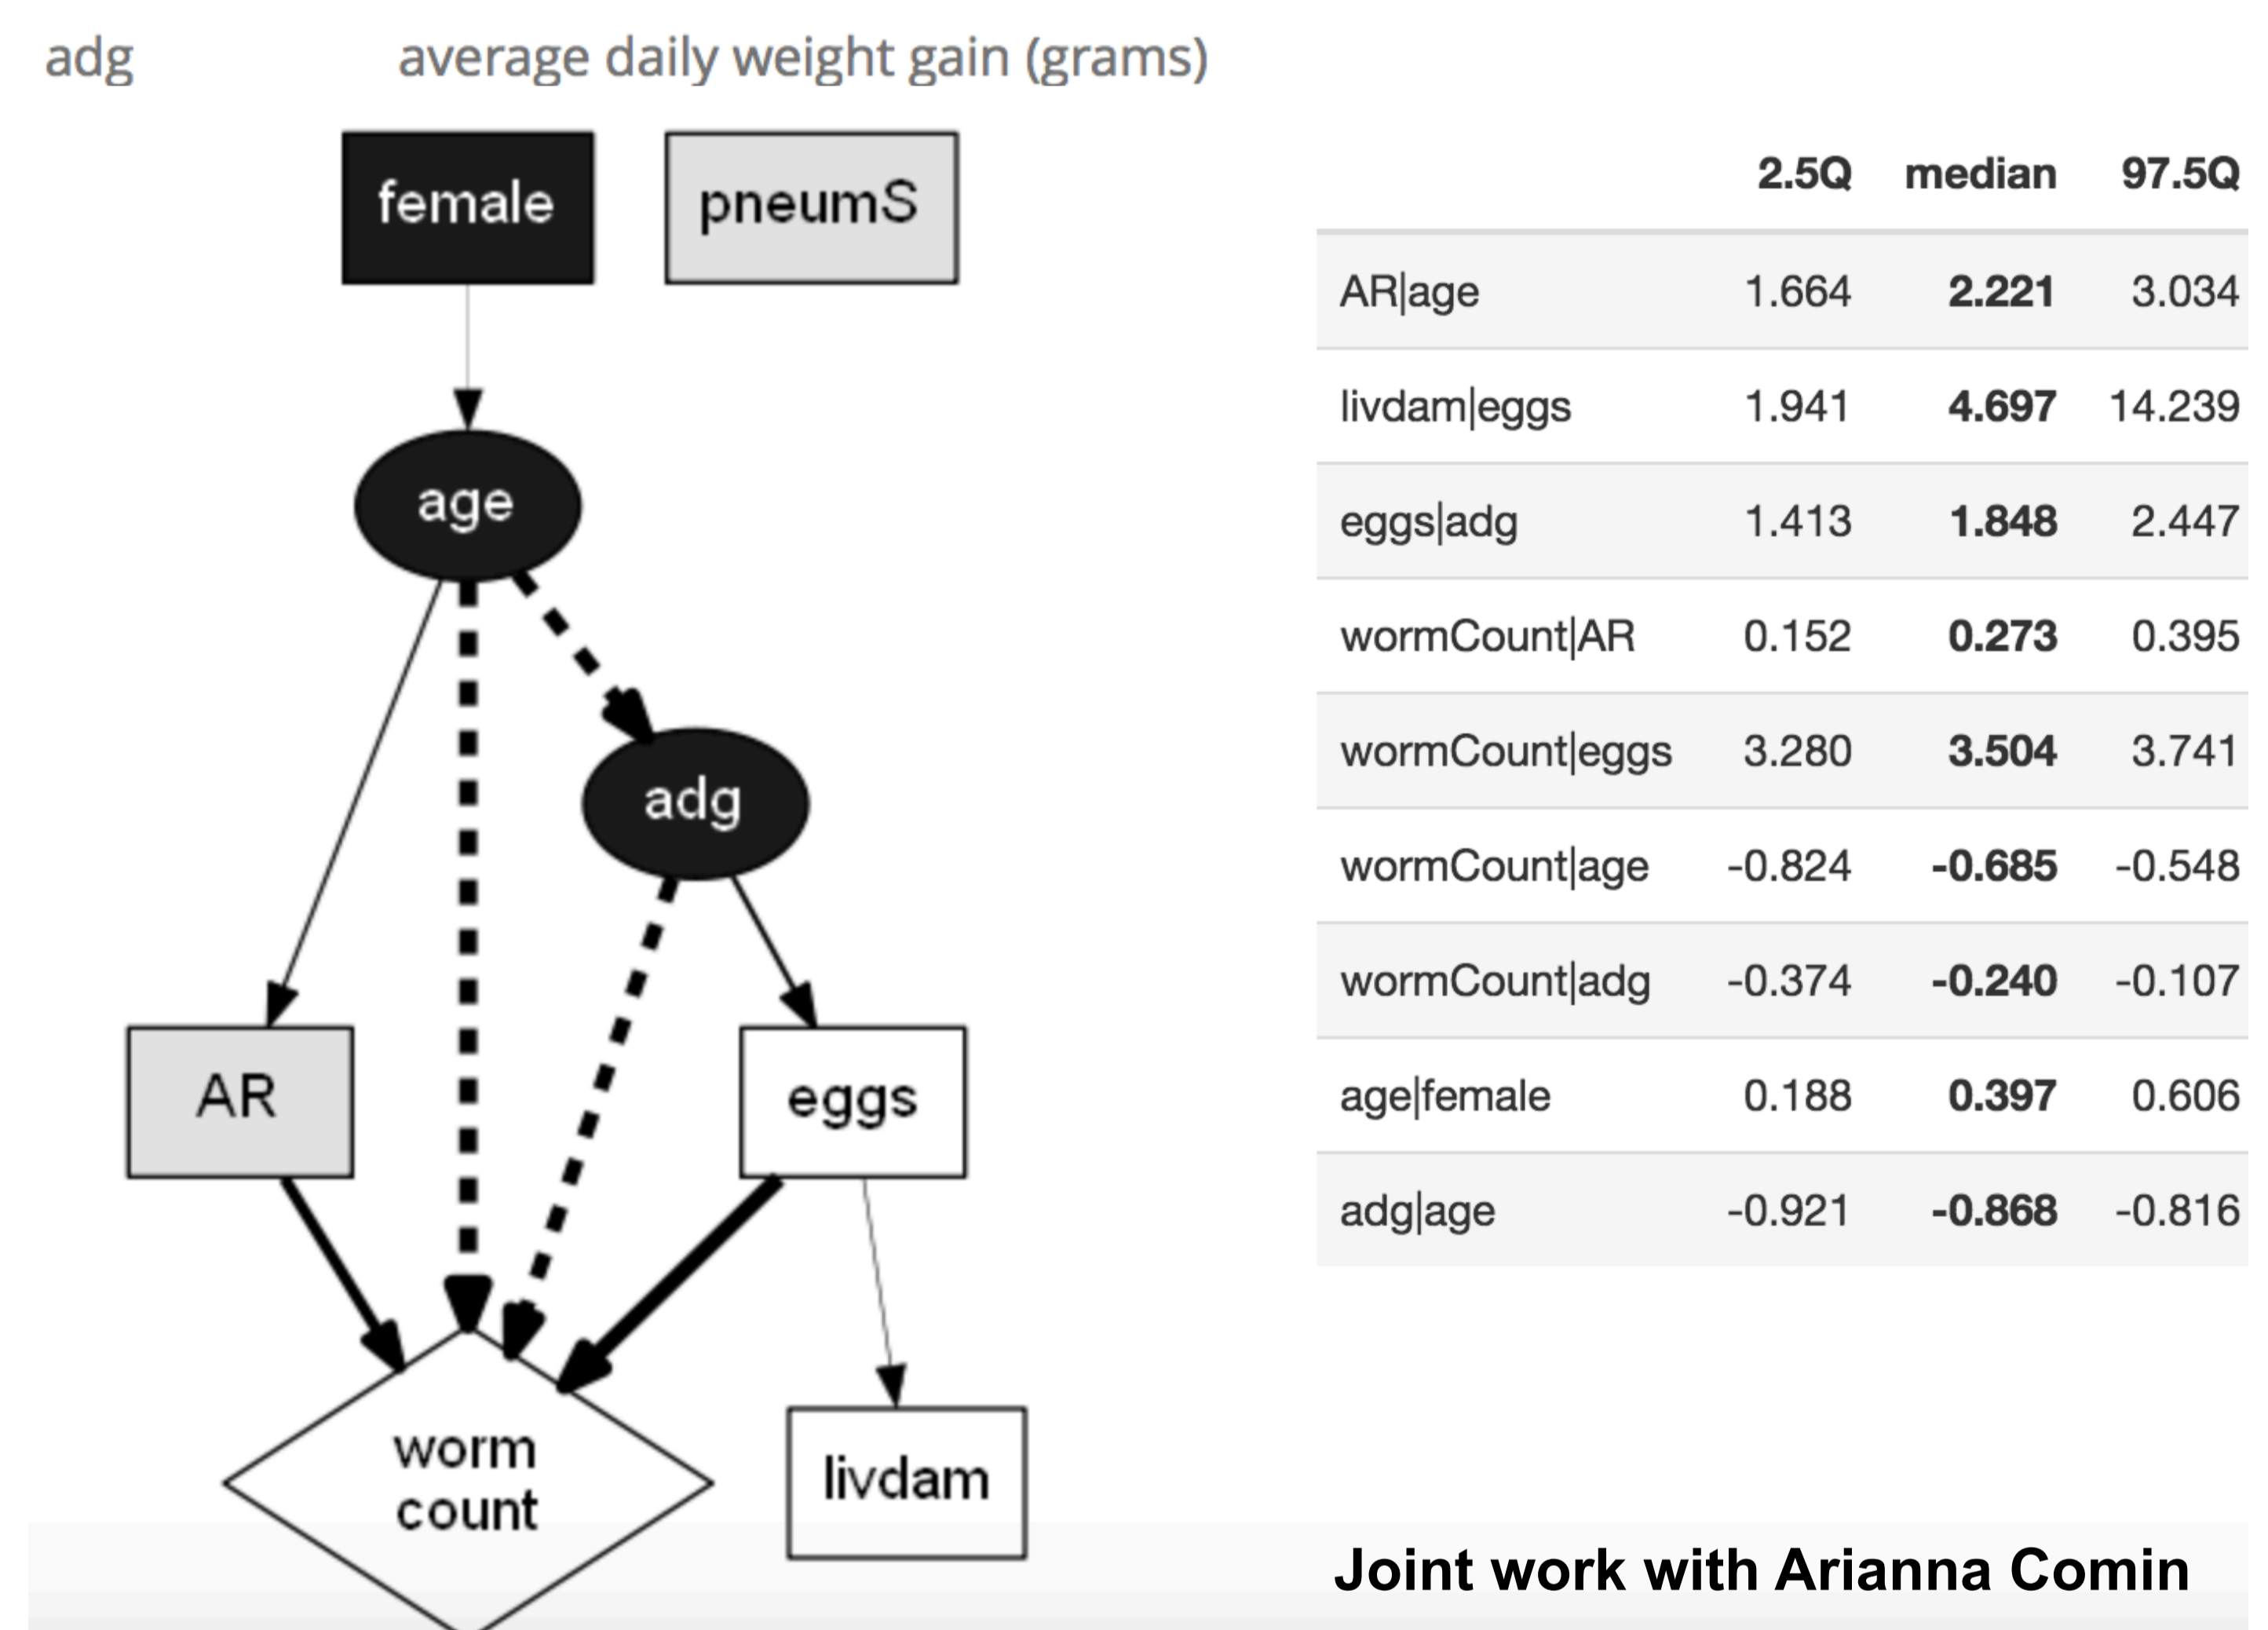 adg average daily weight gain (grams)
female
pneumS
age
adg
AR
eggs
worm
count
livdam
2.5Q median 97.5Q
AR|age 1.664 2.221 3.034
livdam|eggs 1.941 4.697 14.239
eggs|adg 1.413 1.848 2.447
wormCount|AR 0.152 0.273 0.395
wormCount|eggs 3.280 3.504 3.741
wormCount|age -0.824 -0.685 -0.548
wormCount|adg -0.374 -0.240 -0.107
age|female 0.188 0.397 0.606
adg|age -0.921 -0.868 -0.816
Joint work with Arianna Comin